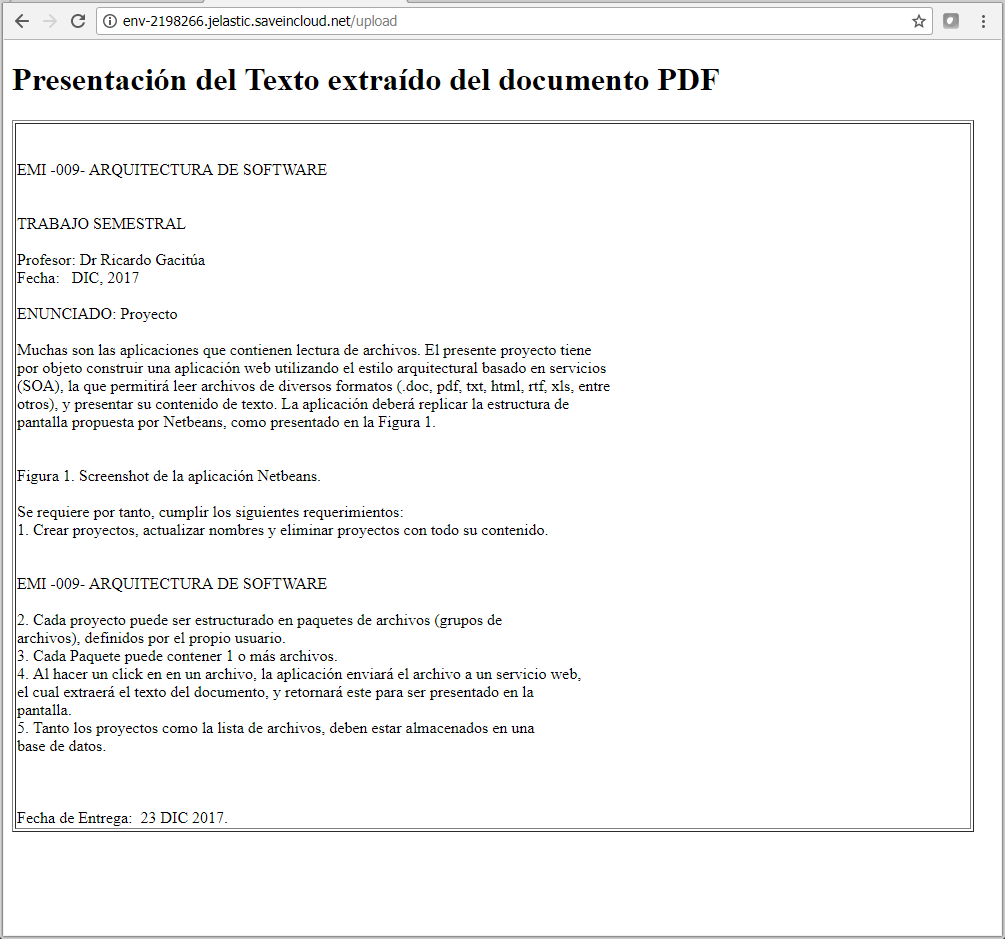 env-2198266.jelastic.saveincloud.net/upload
Presentación del Texto extraído del documento PDF
EMI -009- ARQUITECTURA DE SOFTWARE
TRABAJO SEMESTRAL
Profesor: Dr Ricardo Gacitúa
Fecha:   DIC, 2017
ENUNCIADO: Proyecto
Muchas son las aplicaciones que contienen lectura de archivos. El presente proyecto tiene
por objeto construir una aplicación web utilizando el estilo arquitectural basado en servicios
(SOA), la que permitirá leer archivos de diversos formatos (.doc, pdf, txt, html, rtf, xls, entre
otros), y presentar su contenido de texto. La aplicación deberá replicar la estructura de
pantalla propuesta por Netbeans, como presentado en la Figura 1.
Figura 1. Screenshot de la aplicación Netbeans.
Se requiere por tanto, cumplir los siguientes requerimientos:
1. Crear proyectos, actualizar nombres y eliminar proyectos con todo su contenido.
EMI -009- ARQUITECTURA DE SOFTWARE
2. Cada proyecto puede ser estructurado en paquetes de archivos (grupos de
archivos), definidos por el propio usuario.
3. Cada Paquete puede contener 1 o más archivos.
4. Al hacer un click en en un archivo, la aplicación enviará el archivo a un servicio web,
el cual extraerá el texto del documento, y retornará este para ser presentado en la
pantalla.
5. Tanto los proyectos como la lista de archivos, deben estar almacenados en una
base de datos.
Fecha de Entrega:  23 DIC 2017.